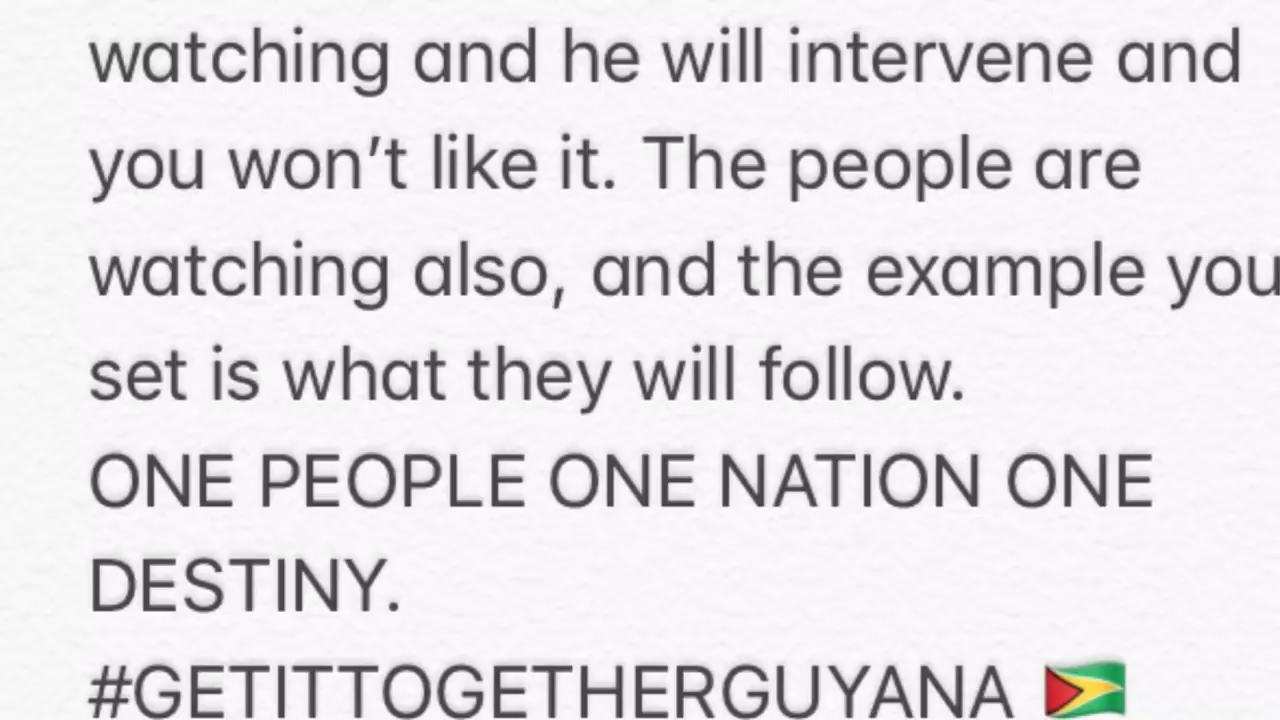 watching and he will intervene and
you won’t like it. The people are
watching also, and the example you
set is what they will follow.
ONE PEOPLE ONE NATION ONE
DESTINY.
#GETITTOGETHERGUYANA 🇬🇾